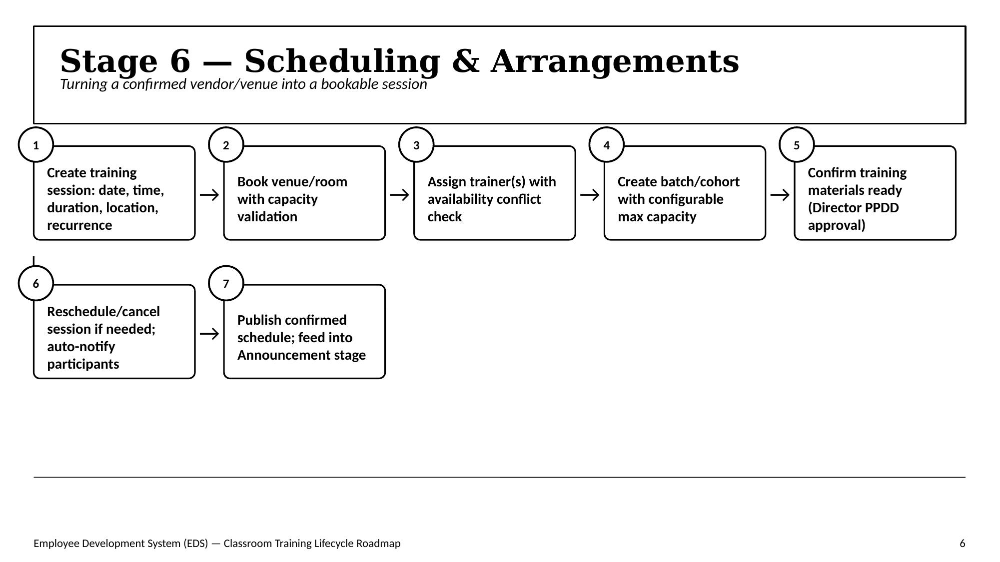 Stage 6 — Scheduling & Arrangements
Turning a confirmed vendor/venue into a bookable session
1
Create training
session: date, time,
duration, location,
recurrence
→
2
Book venue/room
with capacity
validation
→
3
Assign trainer(s) with
availability conflict
check
→
4
Create batch/cohort
with configurable
max capacity
→
5
Confirm training
materials ready
(Director PPDD
approval)
6
Reschedule/cancel
session if needed;
auto-notify
participants
→
7
Publish confirmed
schedule; feed into
Announcement stage
Employee Development System (EDS) — Classroom Training Lifecycle Roadmap
6